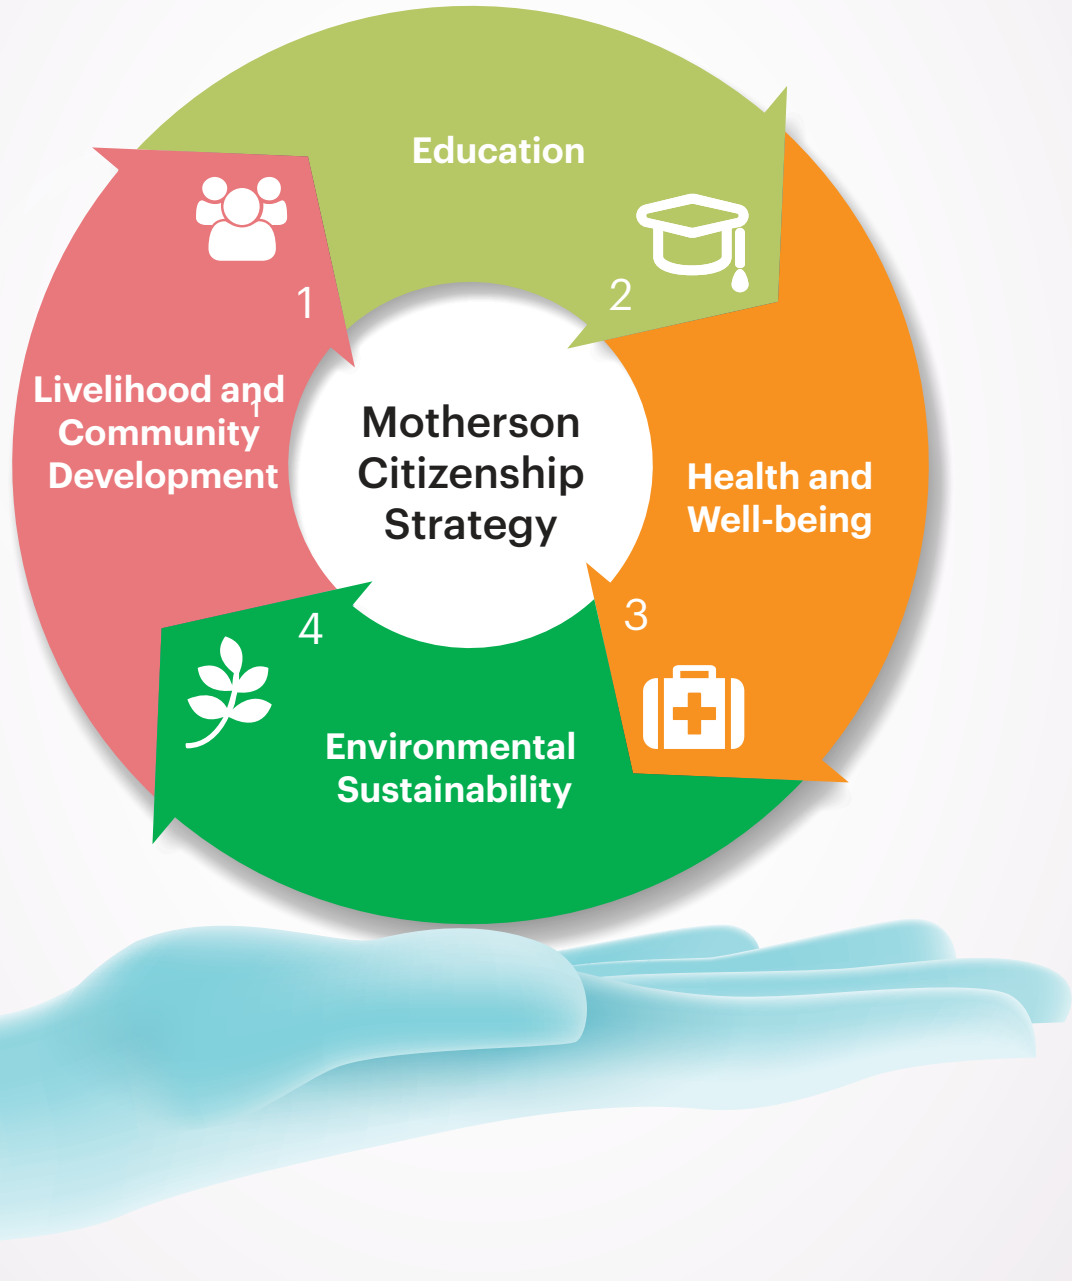 Education
2
1
Livelihood and
1
Community
Development
Motherson
Citizenship
Strategy
Health and
Well-being
3
4
Environmental
Sustainability